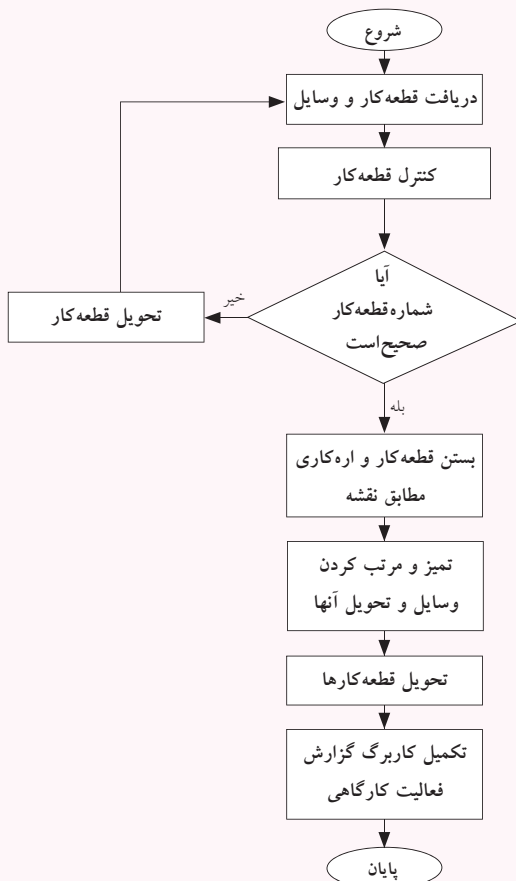 شروع
دریافت قطعه‌کار و وسایل
کنترل قطعه‌کار
آیا
شماره‌قطعه‌کار
صحیح‌است
خیر
تحویل قطعه‌کار
بله
بستن قطعه‌کار و اره‌کاری
مطابق نقشه
تمیز و مرتب کردن
وسایل و تحویل آنها
تحویل قطعه‌کارها
تکمیل کاربرگ گزارش
فعالیت کارگاهی
پایان